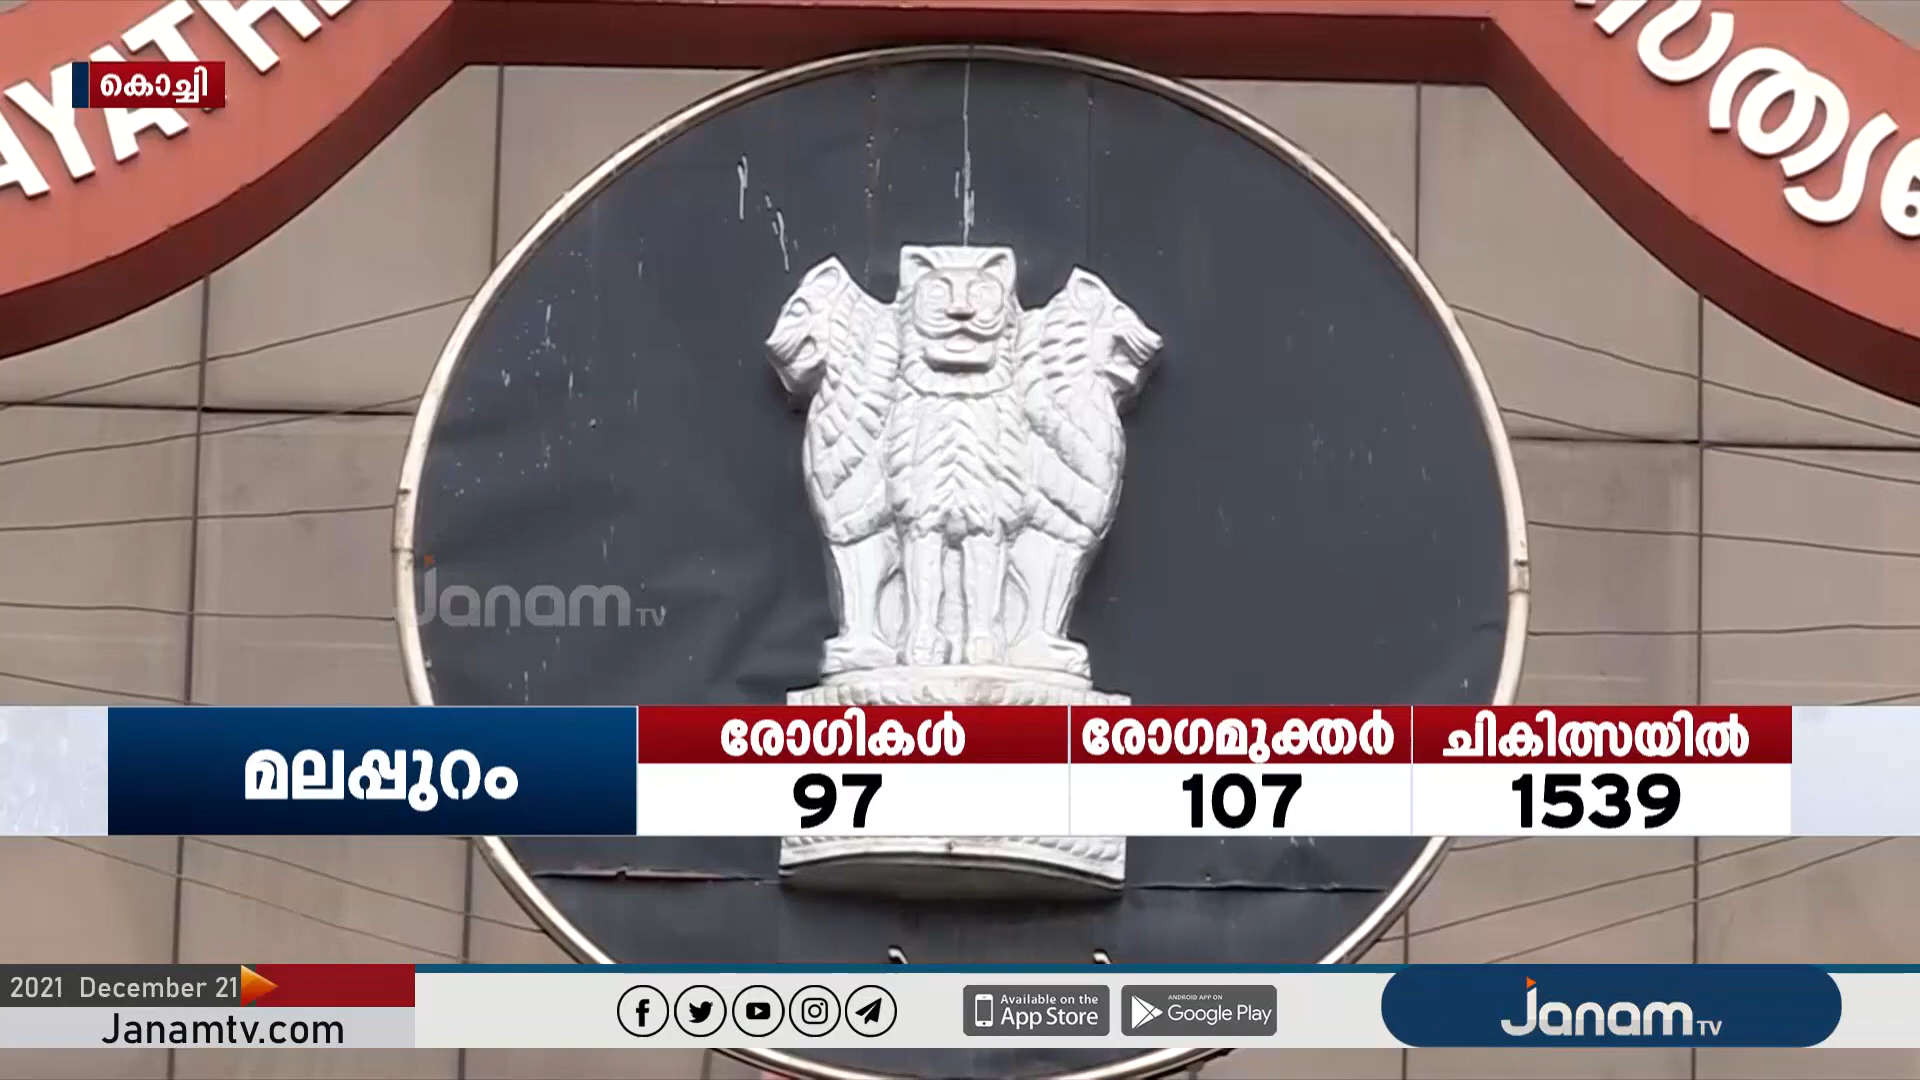 കൊച്ചി
Janam TV
മലപ്പുറം
രോഗികൾ
രോഗമുക്തർ
ചികിത്സയിൽ
97
107
1539
2021 December 21
Janamtv.com
Available on the
App Store
ANDROID APP ON
Google Play
Janam TV